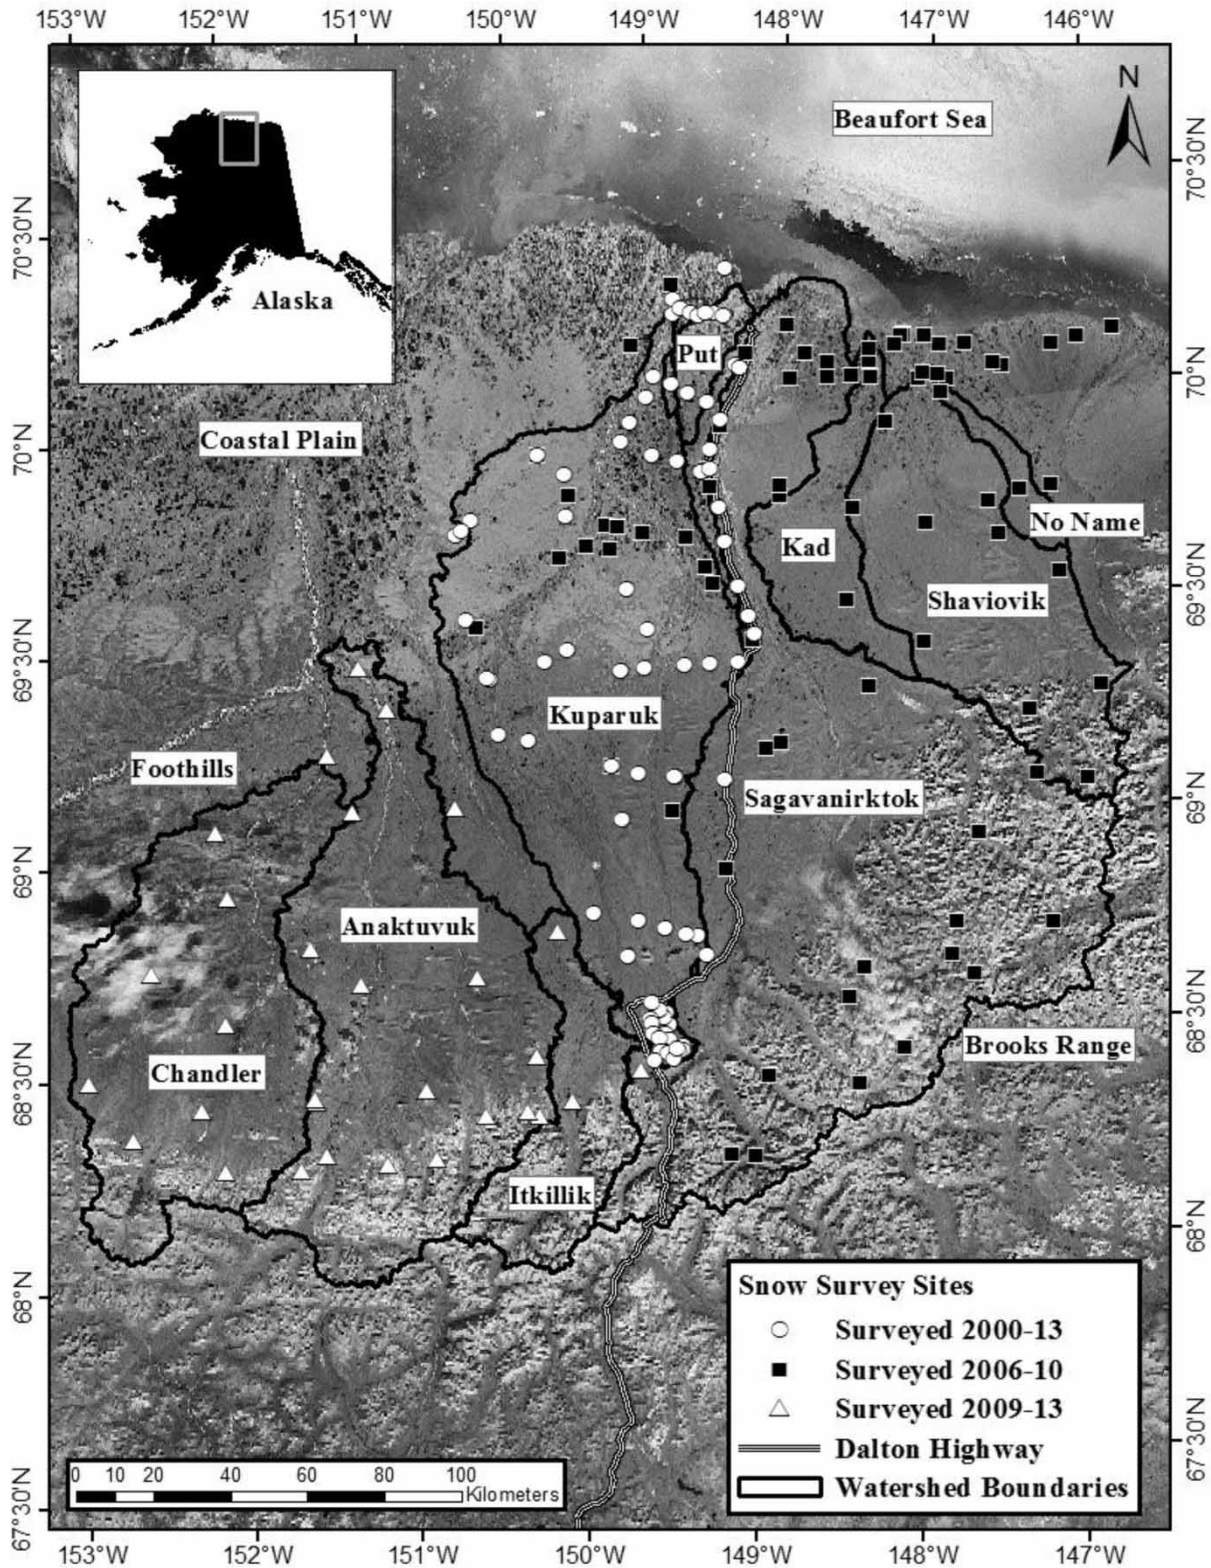 153°W 152°W 151°W 150°W 149°W 148°W 147°W 146°W
N
Beaufort Sea
70°30'N
70°30'N
Alaska
Put
70°N
Coastal Plain
70°N
No Name
Kad
69°30'N
Shaviovik
69°30'N
Kuparuk
Foothills
Sagavanirktok
69°N
69°N
Anaktuvuk
68°30'N
Brooks Range
Chandler
68°30'N
Itkillik
68°N
68°N
Snow Survey Sites
Surveyed 2000-13
Surveyed 2006-10
Surveyed 2009-13
Dalton Highway
Watershed Boundaries
67°30'N
0 10 20 40 60 80 100
Kilometers
67°30'N
153°W 152°W 151°W 150°W 149°W 148°W 147°W